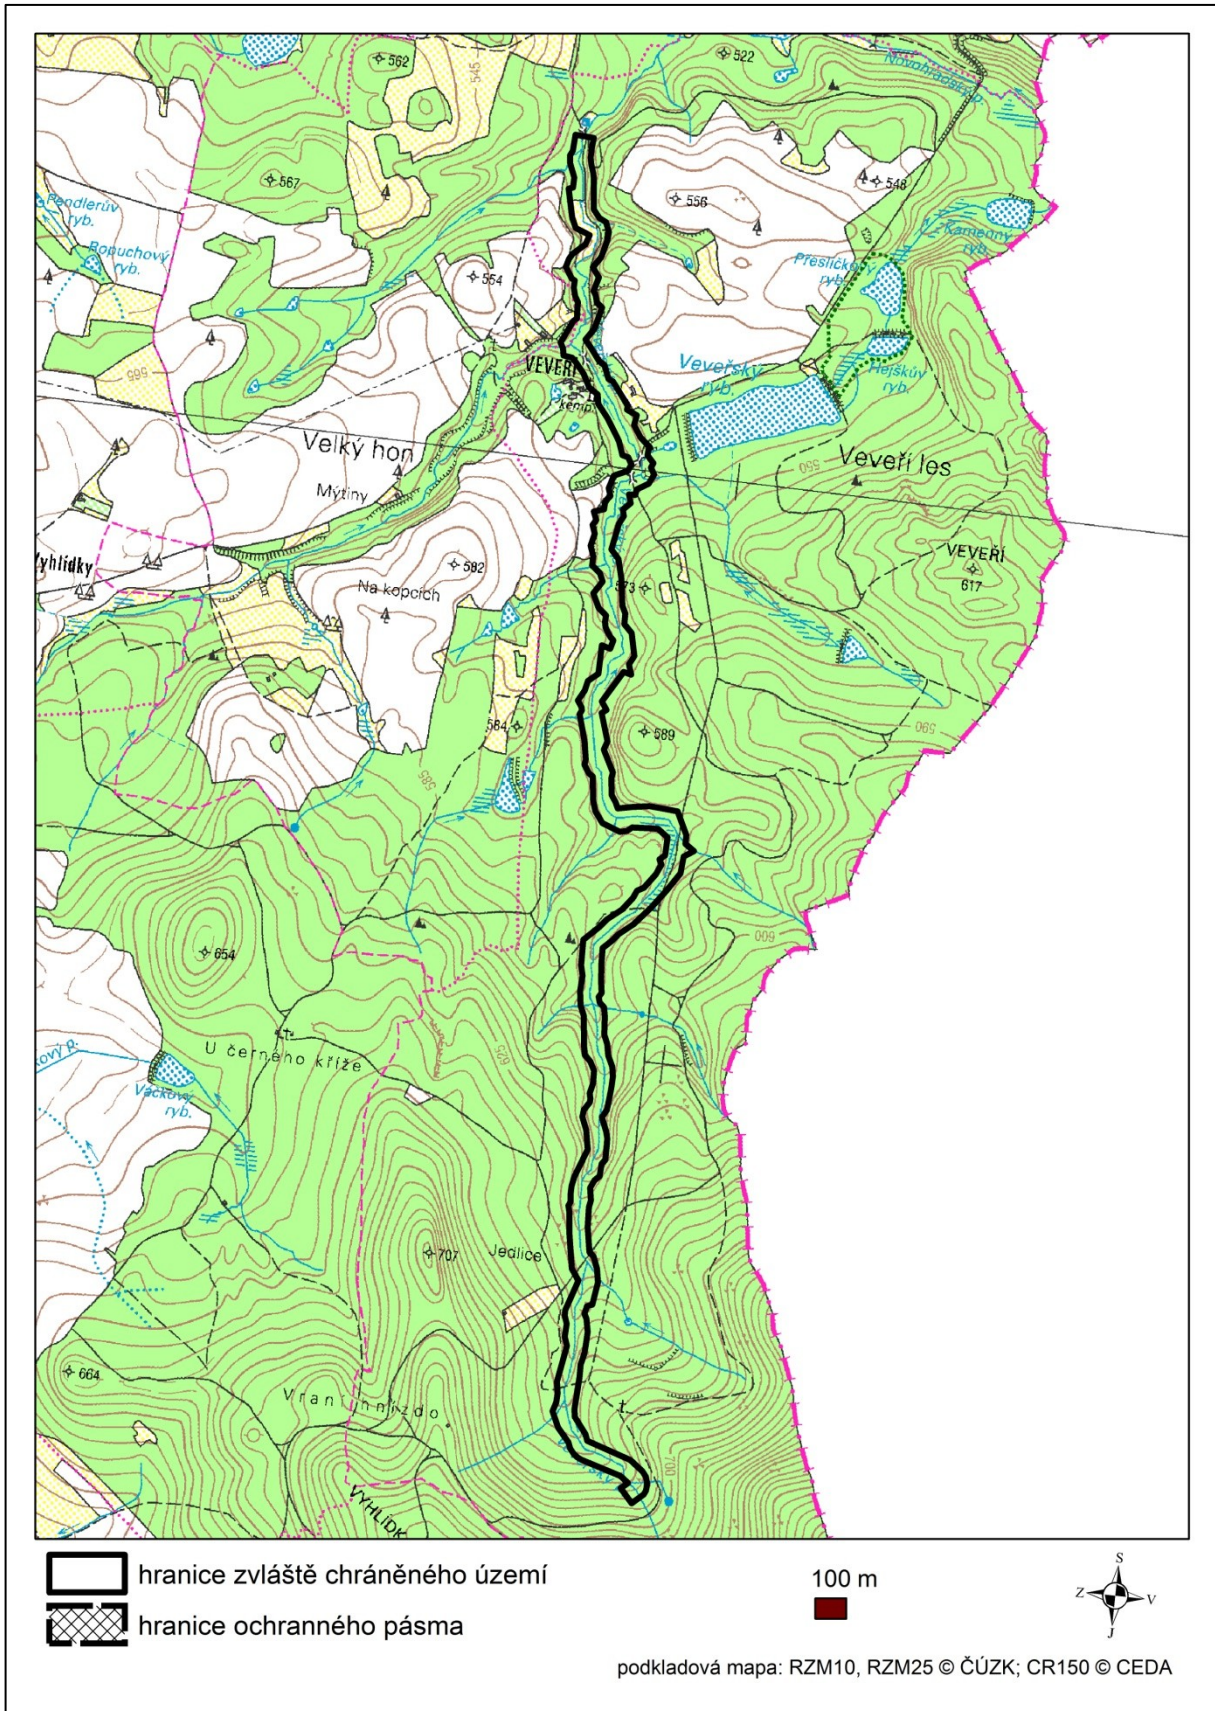 562
545
522
Novohradský p.
567
556
548
Pendlerův
ryb.
Ropuchový
ryb.
Kamenný
ryb.
Přesličkový
ryb.
554
565
VEVEŘÍ
kemp.
Veveřský
ryb.
Hejškův
ryb.
Velký hon
Mýtiny
Veveří les
550
Vyhlídky
582
Na kopcích
VEVEŘÍ
617
573
584
589
590
585
654
600
U černého kříže
625
Váčkový
ryb.
Jedlice
707
664
Vraní hnízdo
700
hranice zvláště chráněného území
hranice ochranného pásma
100 m
S
Z
V
J
podkladová mapa: RZM10, RZM25 © ČÚZK; CR150 © CEDA